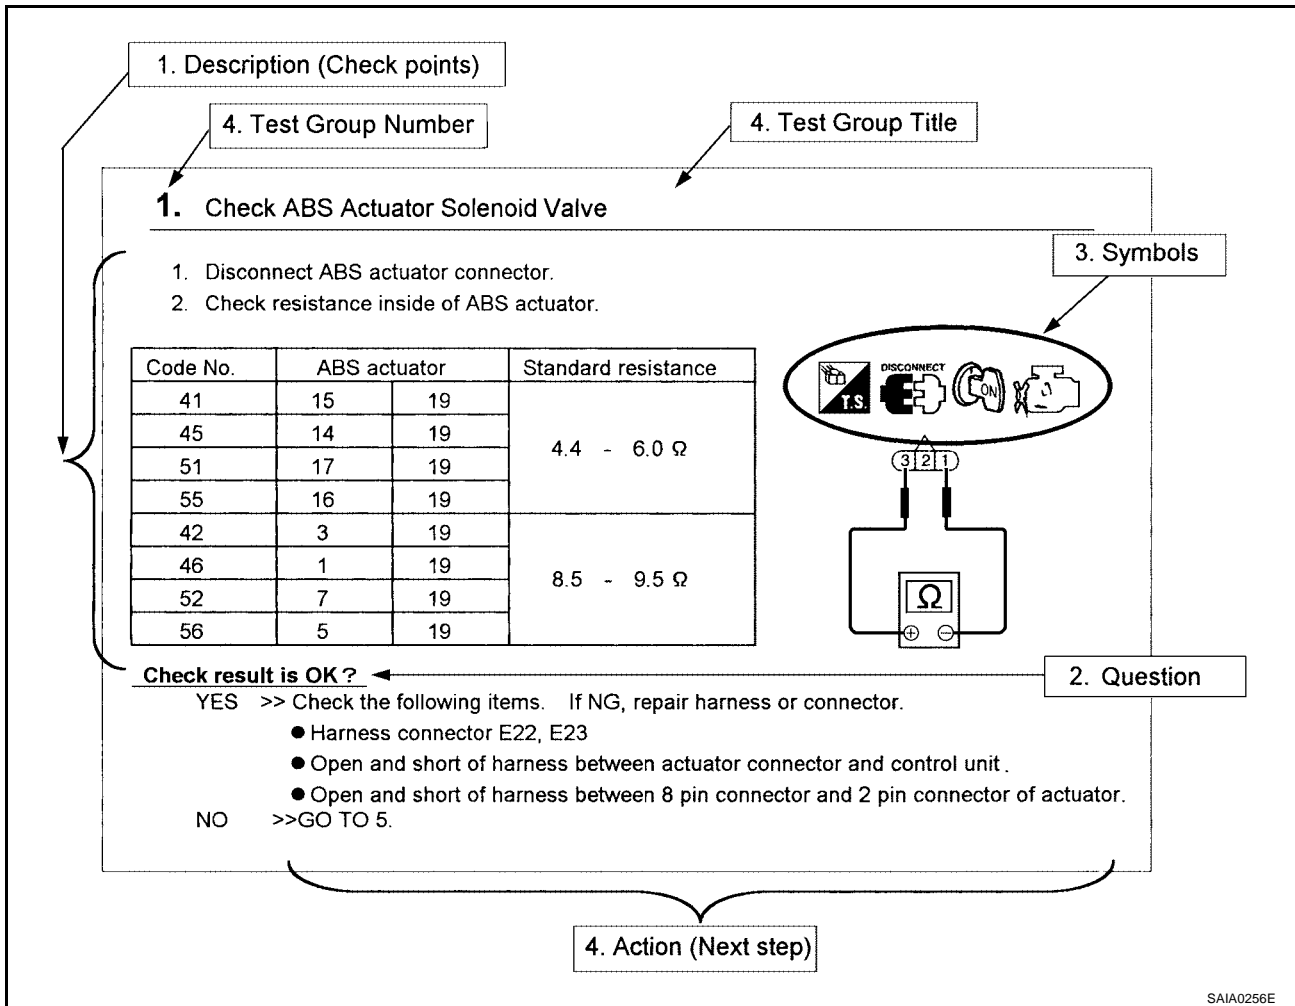 1. Description (Check points)
4. Test Group Number
4. Test Group Title
1. Check ABS Actuator Solenoid Valve
3. Symbols
1. Disconnect ABS actuator connector.
2. Check resistance inside of ABS actuator.
Code No. ABS actuator Standard resistance
41 15 19
45 14 19
4.4 - 6.0 Ω
51 17 19
55 16 19
42 3 19
46 1 19
8.5 - 9.5 Ω
52 7 19
56 5 19
DISCONNECT
T.S.
ON
3 2 1
Ω
+ −
Check result is OK?
2. Question
YES >> Check the following items. If NG, repair harness or connector.
● Harness connector E22, E23
● Open and short of harness between actuator connector and control unit.
● Open and short of harness between 8 pin connector and 2 pin connector of actuator.
NO >>GO TO 5.
4. Action (Next step)
SAIA0256E